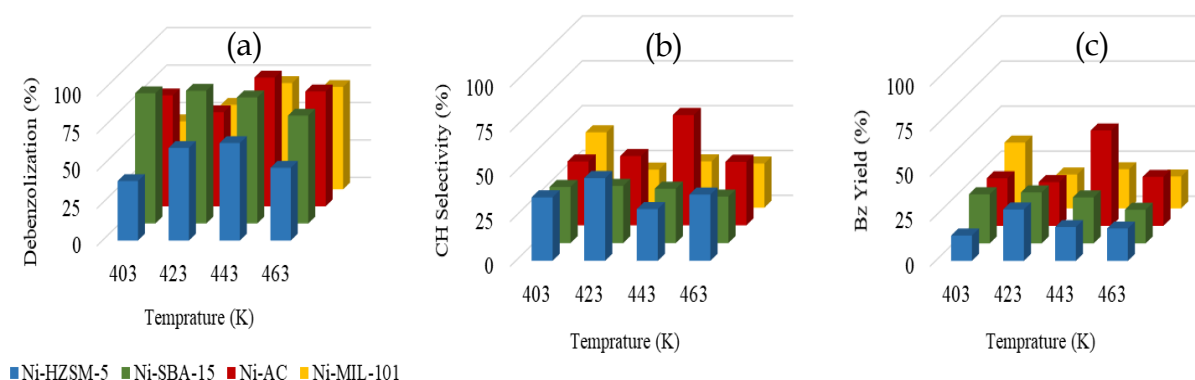 (a)
Debenzolization (%)
100
75
50
25
0
403 423 443 463
Temprature (K)
(b)
CH Selectivity (%)
100
75
50
25
0
403 423 443 463
Temprature (K)
(c)
Bz Yield (%)
100
75
50
25
0
403 423 443 463
Temprature (K)
Ni-HZSM-5 Ni-SBA-15 Ni-AC Ni-MIL-101